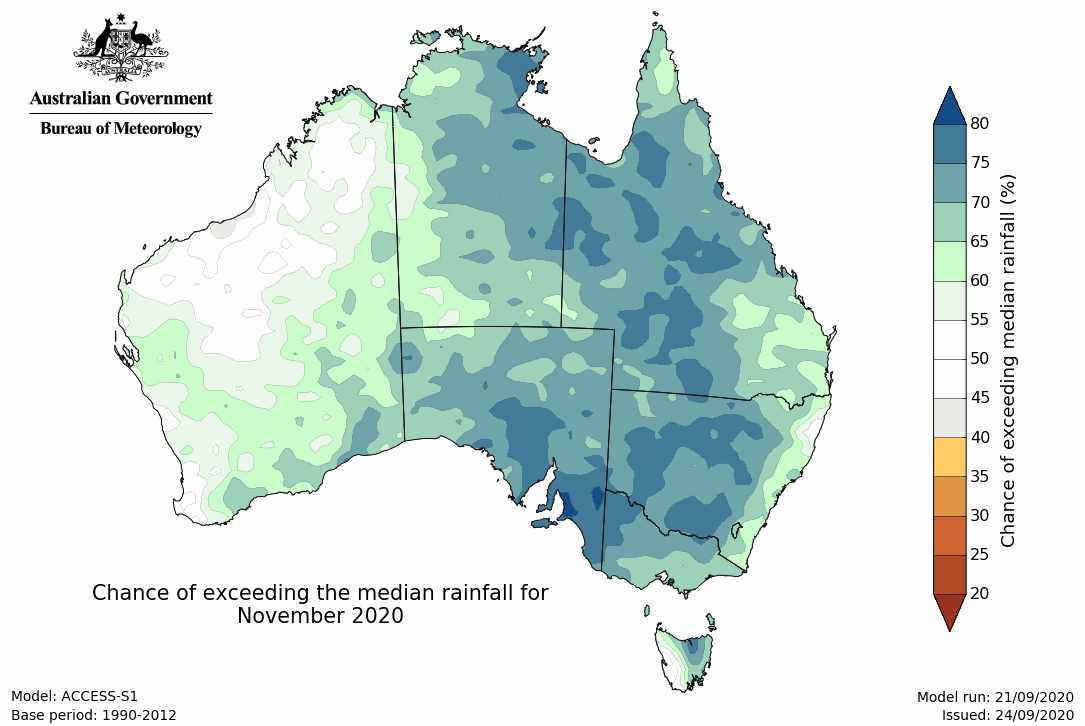 AUSTRALIA
Australian Government
Bureau of Meteorology
80
75
70
65
60
55
50
45
40
35
30
25
20
Chance of exceeding median rainfall (%)
Chance of exceeding the median rainfall for
November 2020
Model: ACCESS-S1
Base period: 1990-2012
Model run: 21/09/2020
Issued: 24/09/2020